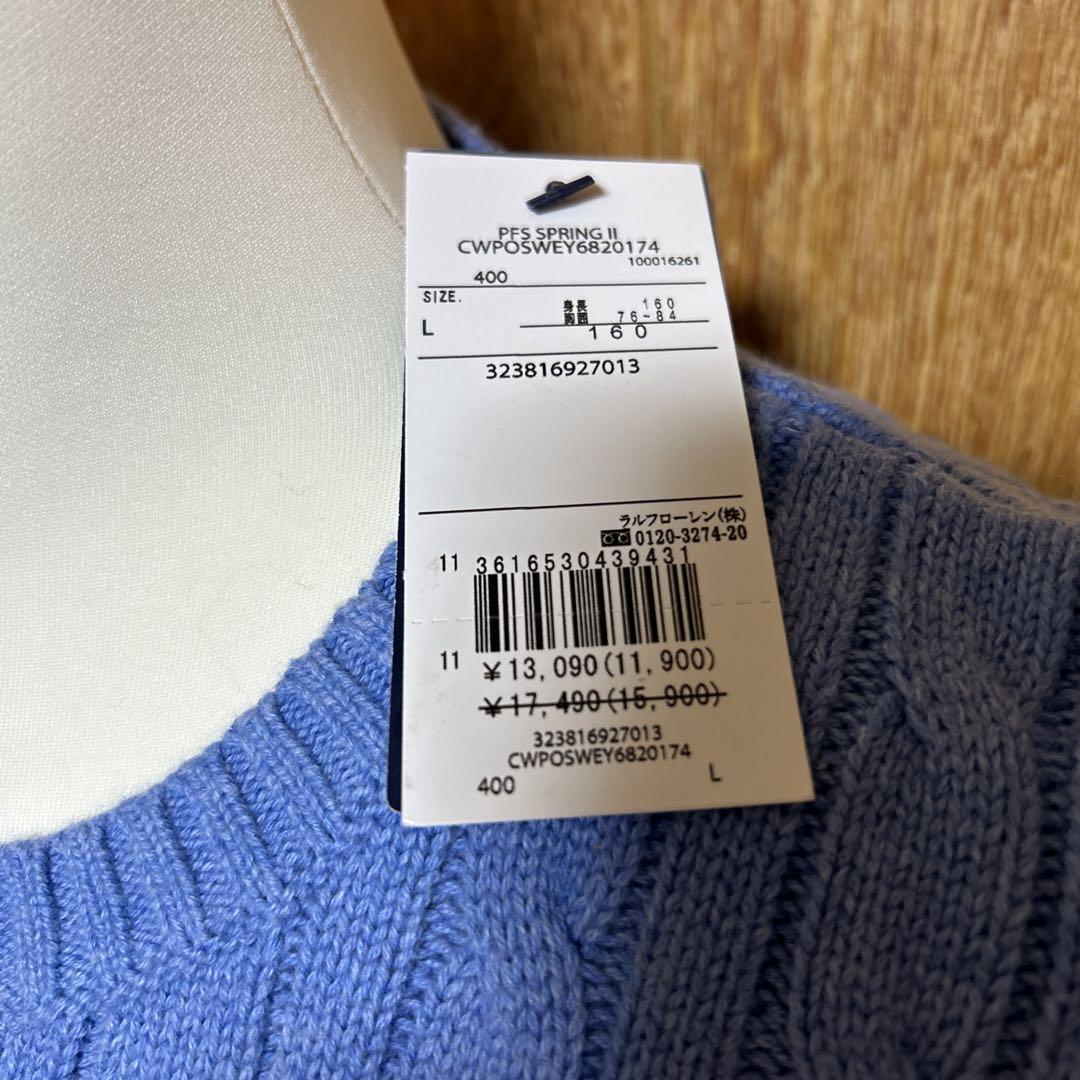 PFS SPRING II
CWPOSWEY6820174
100016261
400
SIZE.
身長 160
L
胸囲 76~84
160
323816927013
ラルフローレン(株)
0120-3274-20
11 3616530439431
11 ¥13,090(11,900)
¥17,490(15,900)
323816927013
CWPOSWEY6820174
400 L